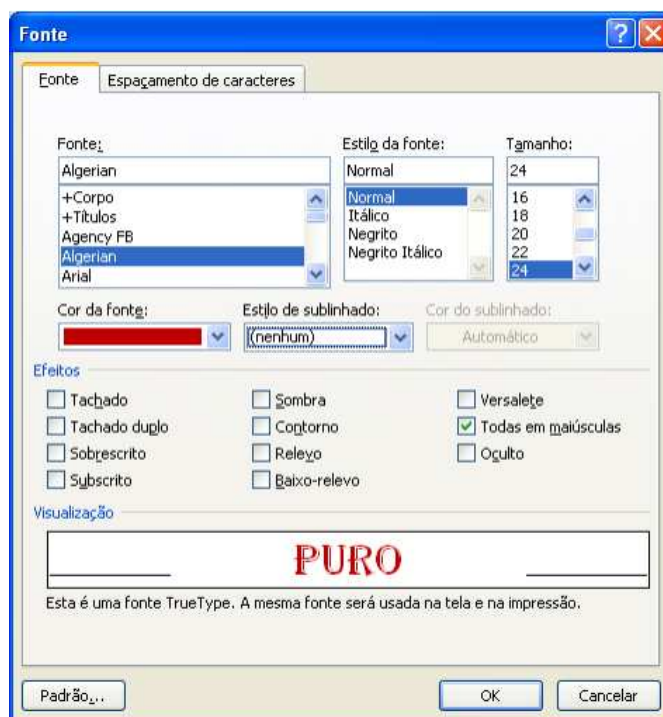 Fonte
Fonte
Espaçamento de caracteres
Fonte: Estilo da fonte: Tamanho:
Algerian Normal 24
+Corpo Normal 16
+Títulos Itálico 18
Agency FB Negrito 20
Algerian Negrito Itálico 22
Arial 24
Cor da fonte: Estilo de sublinhado: Cor do sublinhado:
(nenhum) Automático
Efeitos
Tachado Sombra Versalete
Tachado duplo Contorno Todas em maiúsculas
Sobrescrito Relevo Oculto
Subscrito Baixo-relevo
Visualização
PURO
Esta é uma fonte TrueType. A mesma fonte será usada na tela e na impressão.
Padrão... OK Cancelar